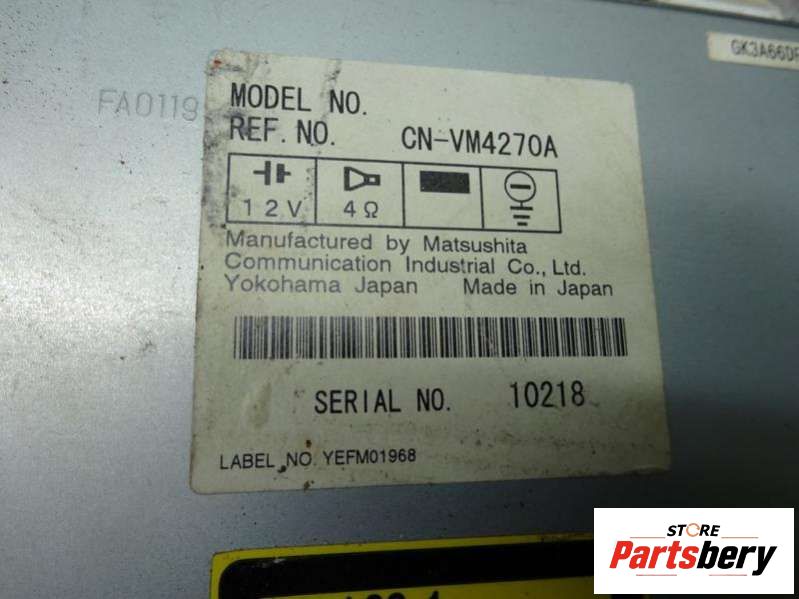 GK3A66D
FA0119
MODEL NO.
REF. NO. CN-VM4270A
12V 4Ω
Manufactured by Matsushita
Communication Industrial Co., Ltd.
Yokohama Japan Made in Japan
SERIAL NO. 10218
LABEL NO. YEFM01968
STORE
Partsbery